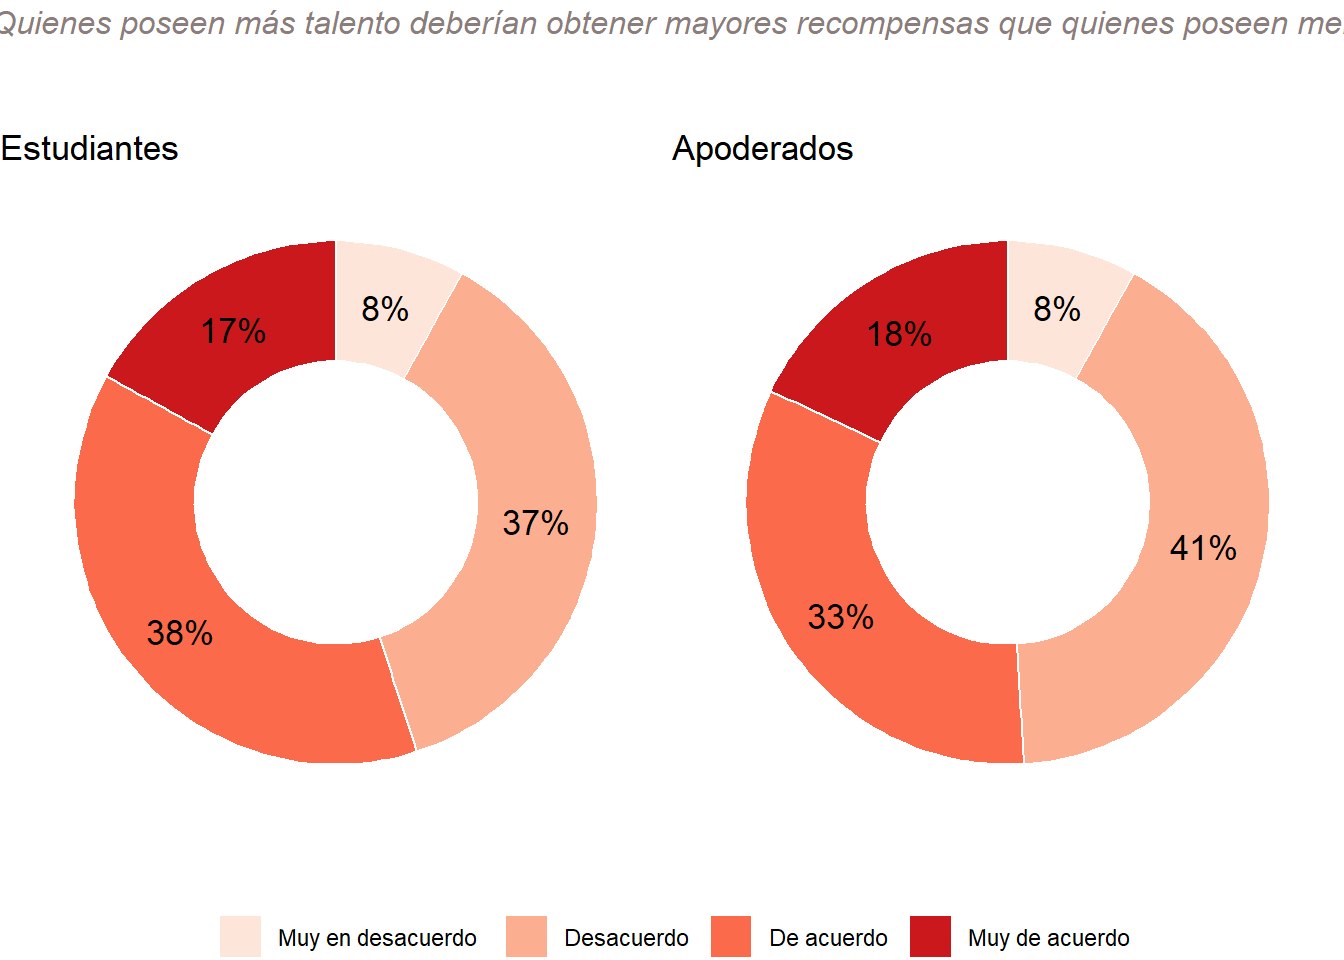 Quienes poseen más talento deberían obtener mayores recompensas que quienes poseen
Estudiantes
Apoderados
8%
17%
37%
38%
8%
18%
41%
33%
Muy en desacuerdo
Desacuerdo
De acuerdo
Muy de acuerdo